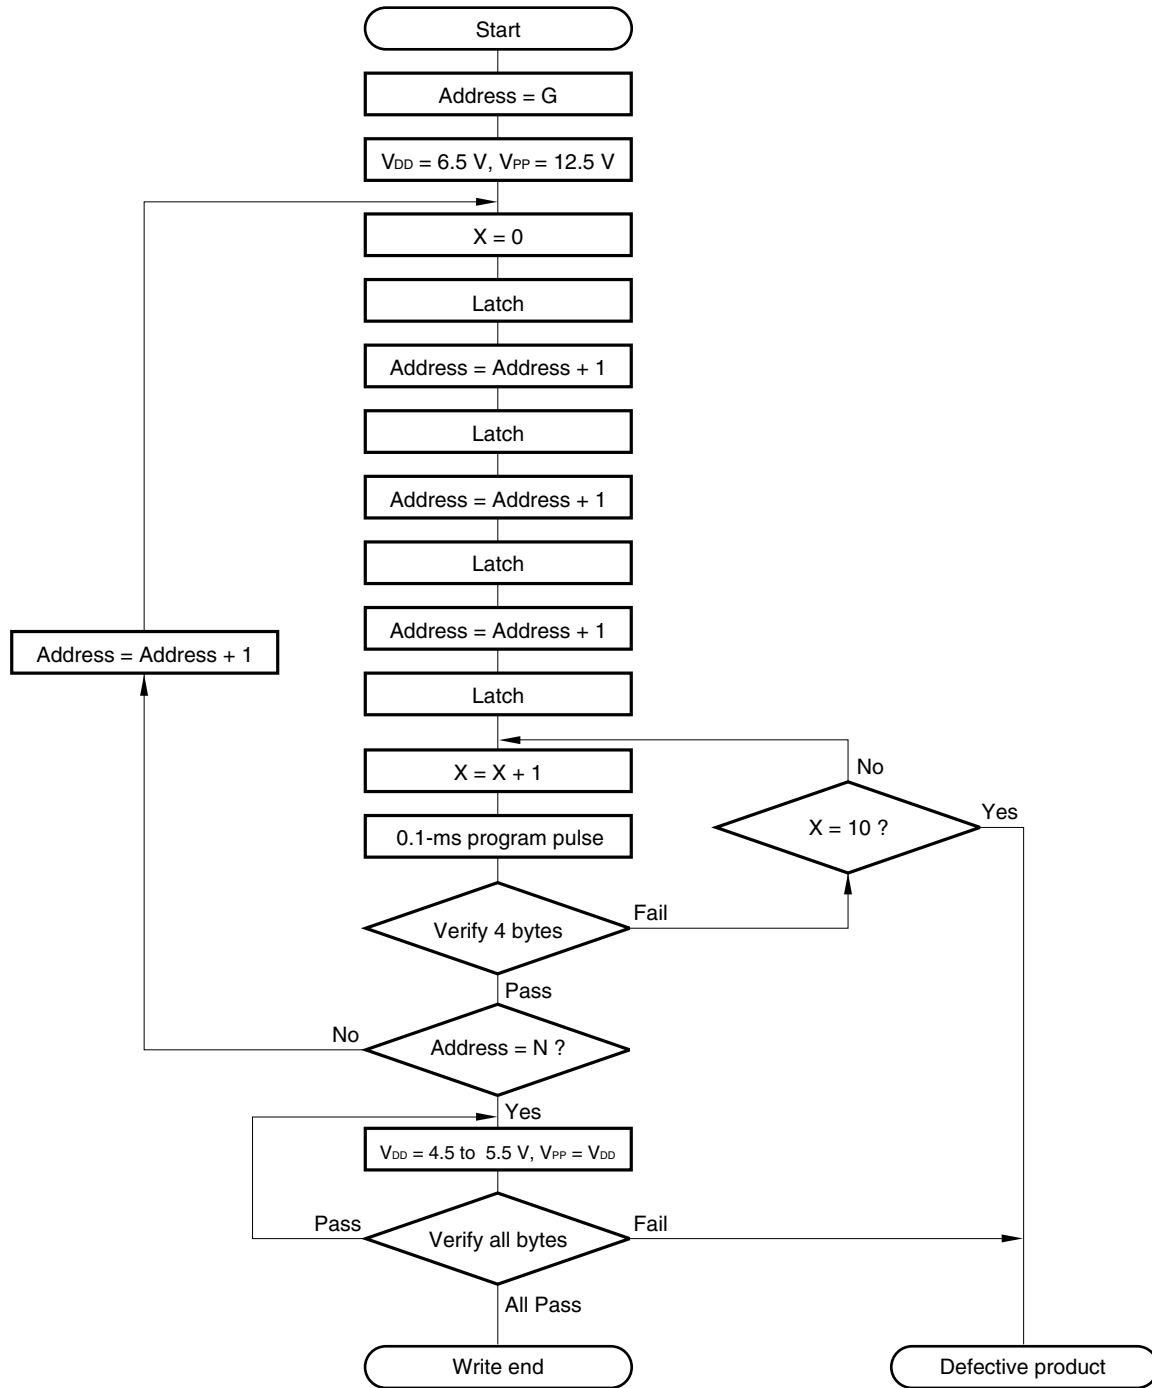 Start
Address = G
VDD = 6.5 V, VPP = 12.5 V
X = 0
Latch
Address = Address + 1
Latch
Address = Address + 1
Latch
Address = Address + 1
Address = Address + 1
Latch
X = X + 1
No
X = 10 ?
Yes
0.1-ms program pulse
Verify 4 bytes
Fail
Pass
No
Address = N ?
Yes
VDD = 4.5 to 5.5 V, VPP = VDD
Pass
Verify all bytes
Fail
All Pass
Write end
Defective product